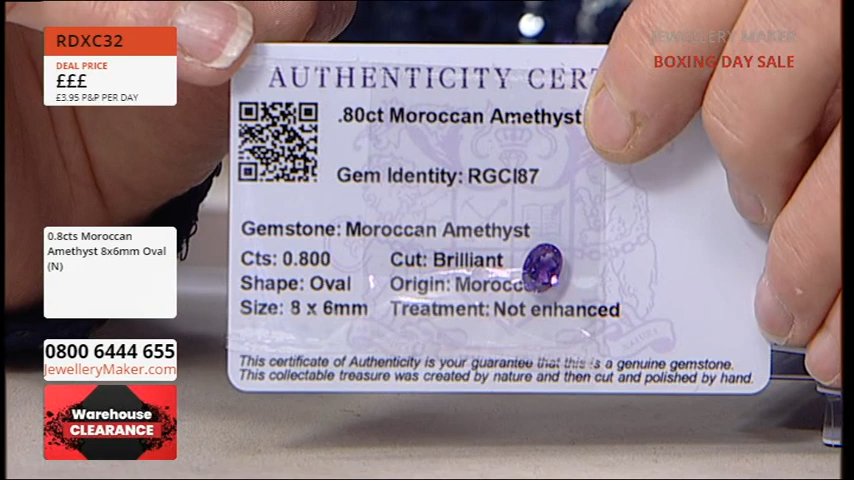 RDXC32
DEAL PRICE
£££
£3.95 P&P PER DAY
JEWELLERY MAKER
BOXING DAY SALE
AUTHENTICITY CERT
.80ct Moroccan Amethyst
Gem Identity: RGCI87
Gemstone: Moroccan Amethyst
Cts: 0.800 Cut: Brilliant
Shape: Oval Origin: Morocc
Size: 8 x 6mm Treatment: Not enhanced
This certificate of Authenticity is your guarantee that this is a genuine gemstone.
This collectable treasure was created by nature and then cut and polished by hand.
0.8cts Moroccan
Amethyst 8x6mm Oval
(N)
0800 6444 655
JewelleryMaker.com
Warehouse
CLEARANCE